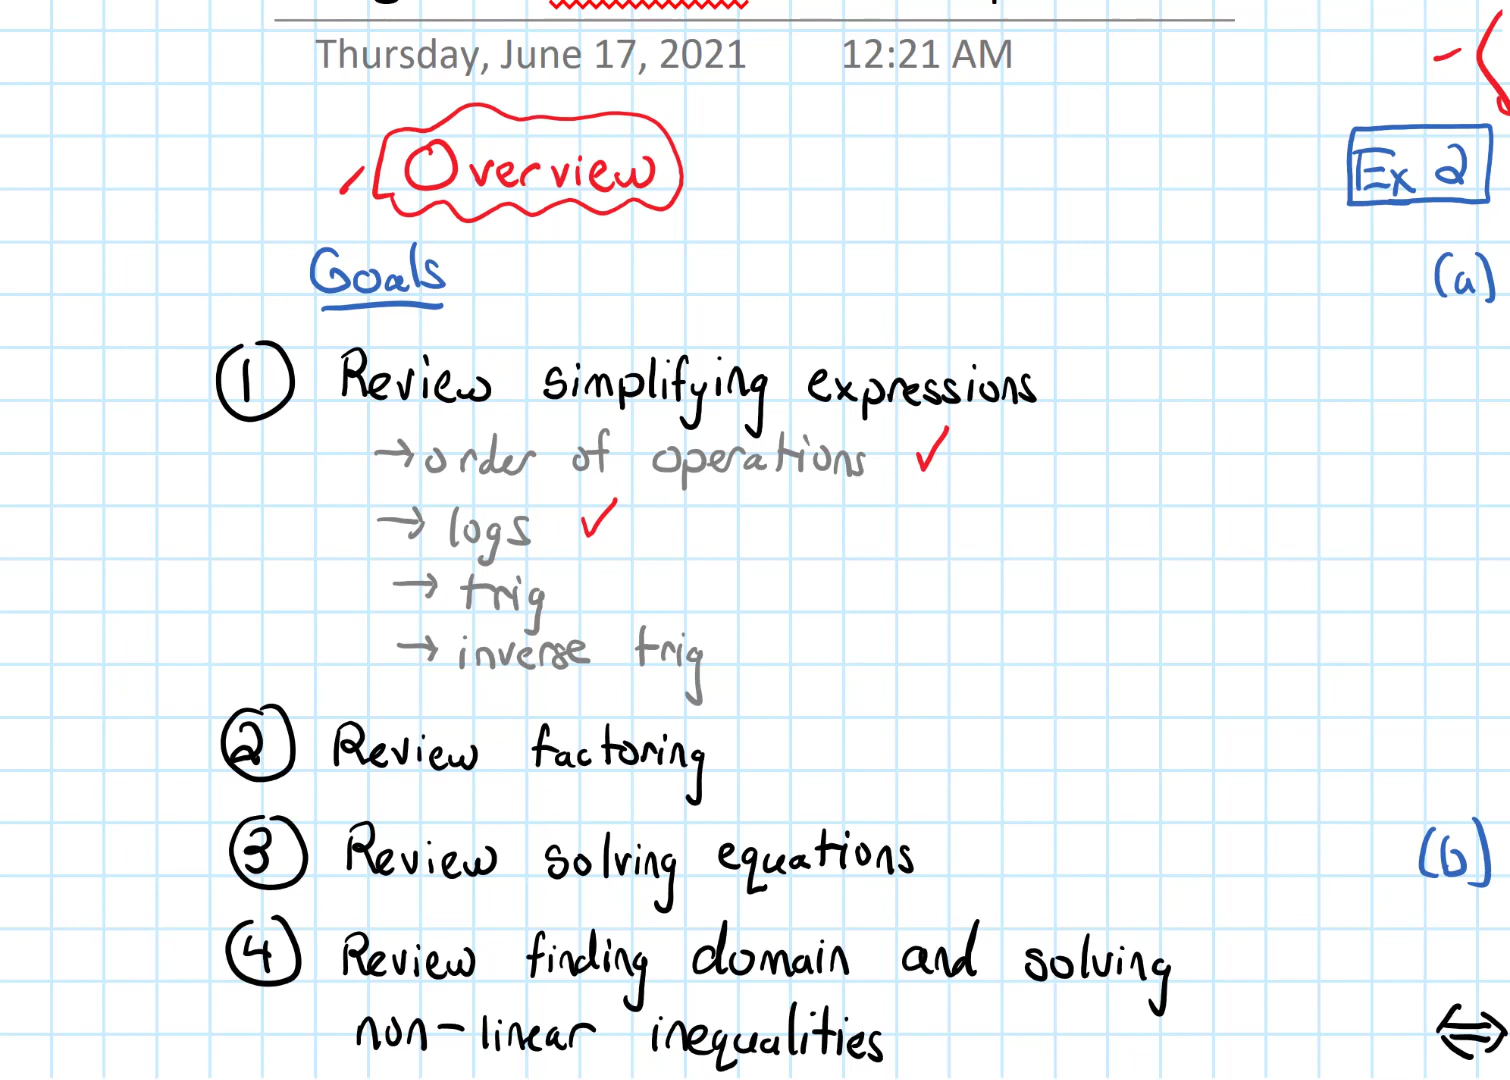 Thursday, June 17, 2021 12:21 AM
Overview
Goals
① Review simplifying expressions
→ order of operations ✓
→ logs ✓
→ trig
→ inverse trig
② Review factoring
③ Review solving equations
④ Review finding domain and solving
non-linear inequalities
Ex 2
(a)
(b)
⇔